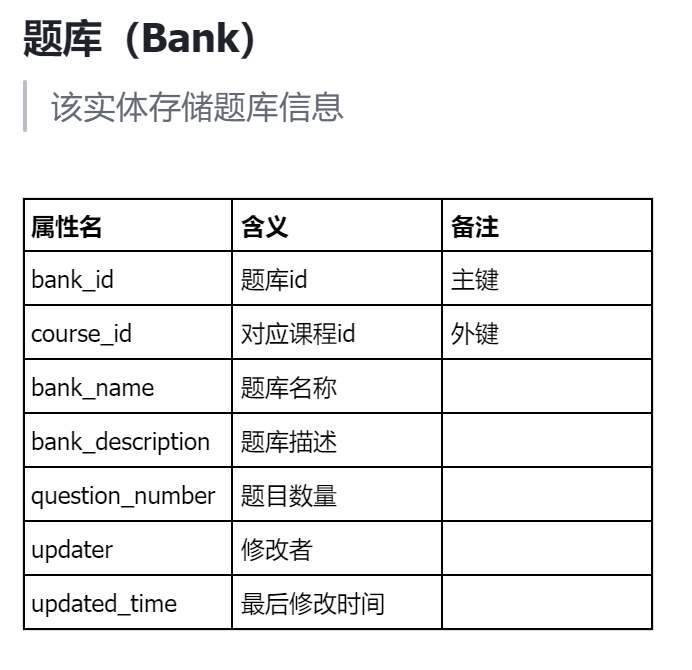 题库（Bank）
该实体存储题库信息
属性名 含义 备注
bank_id 题库id 主键
course_id 对应课程id 外键
bank_name 题库名称
bank_description 题库描述
question_number 题目数量
updater 修改者
updated_time 最后修改时间